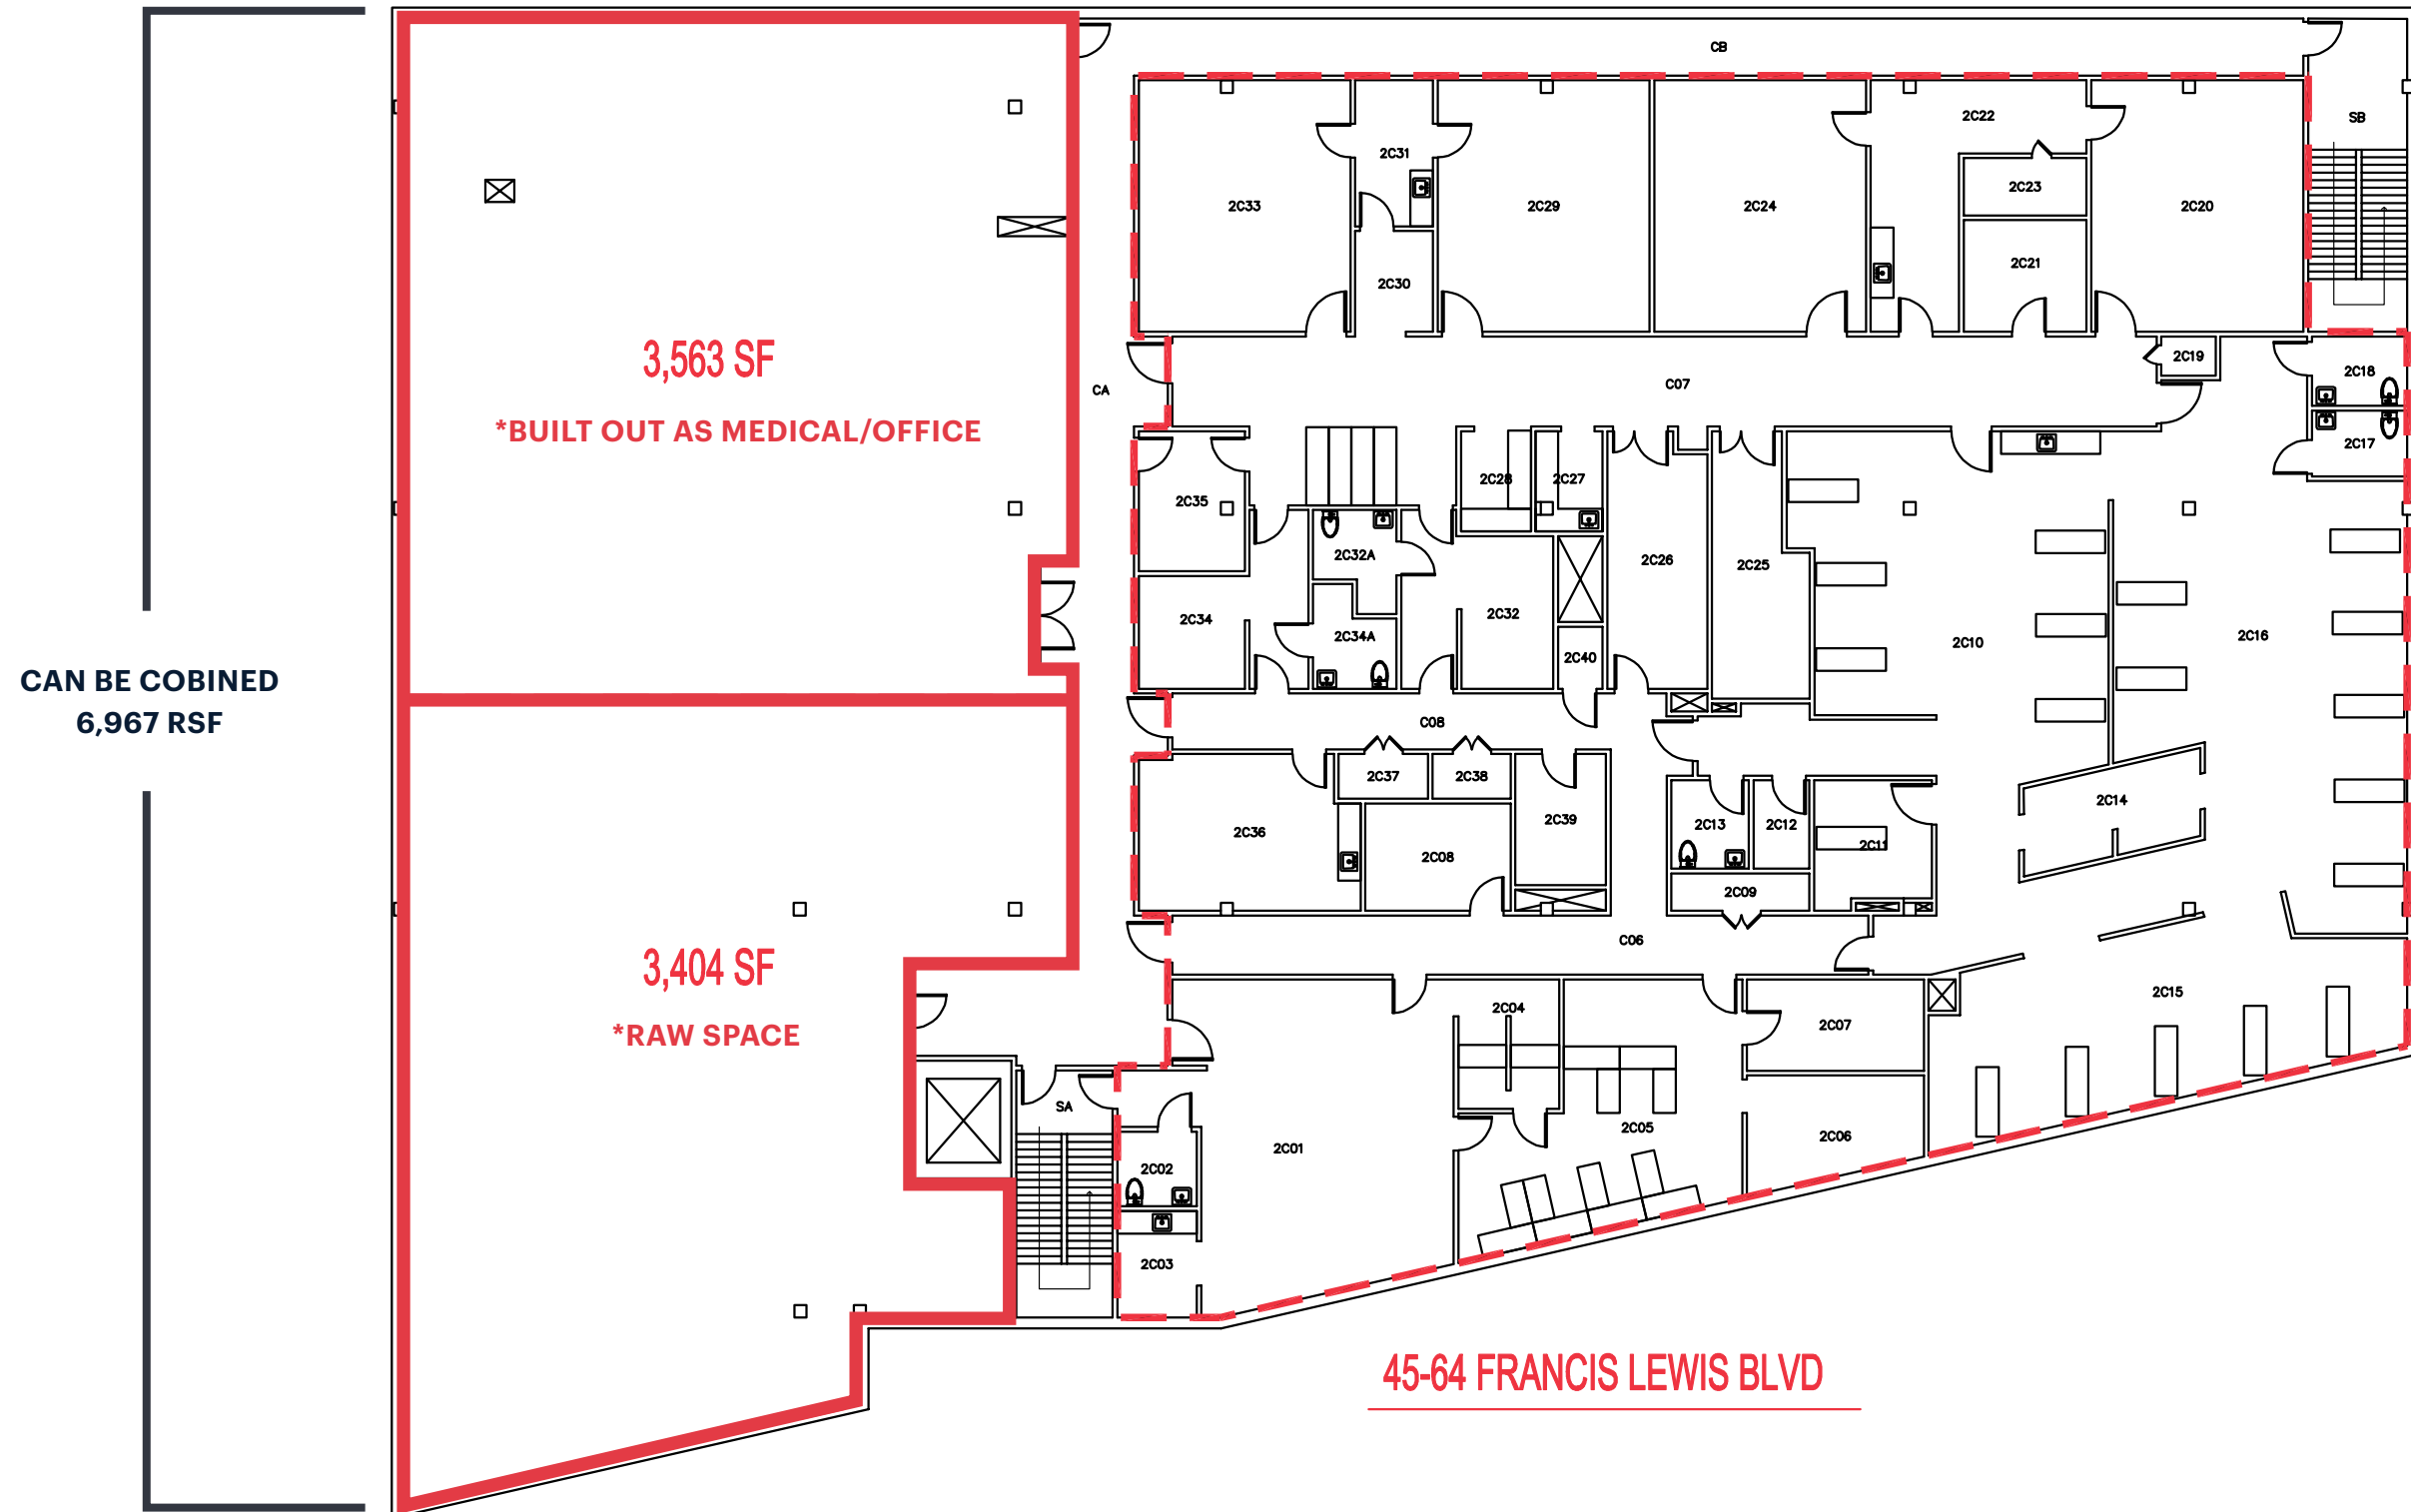 CB
2C22
SB
2C31
2C23
2C33
2C29
2C24
2C20
2C21
2C30
3,563 SF
2C19
2C18
CA
C07
*BUILT OUT AS MEDICAL/OFFICE
2C17
2C28
2C27
2C35
2C32A
2C26
2C25
2C34
2C32
2C34A
2C16
2C10
2C40
CAN BE COBINED
6,967 RSF
C08
2C37
2C38
2C14
2C39
2C13
2C12
2C36
2C11
2C08
2C09
C06
3,404 SF
2C15
2C04
2C07
*RAW SPACE
SA
2C05
2C06
2C01
2C02
2C03
45-64 FRANCIS LEWIS BLVD